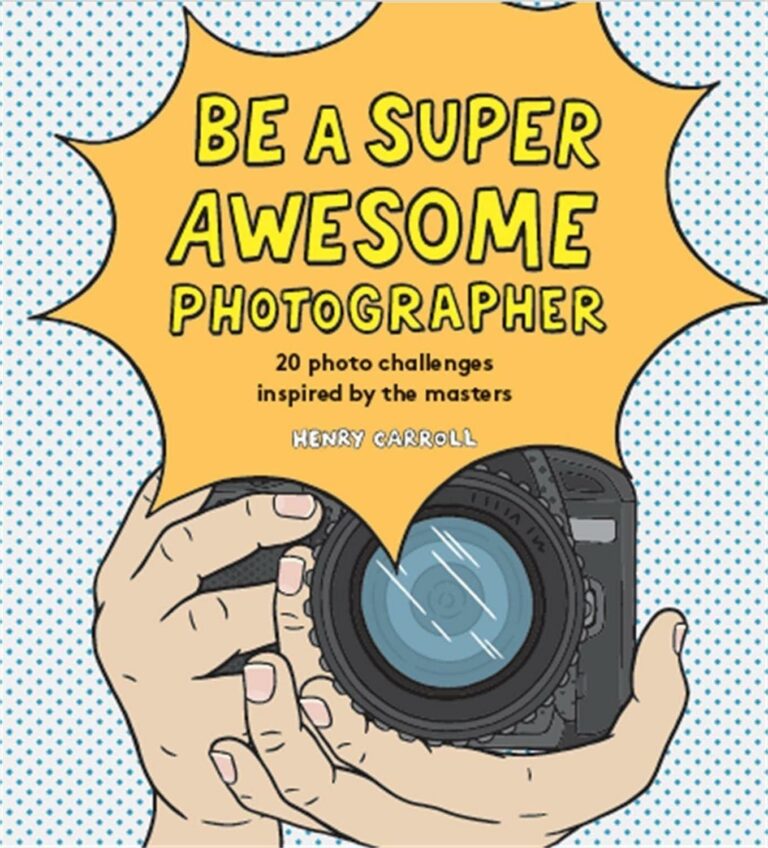 BE A SUPER
AWESOME
PHOTOGRAPHER
20 photo challenges
inspired by the masters
HENRY CARROLL